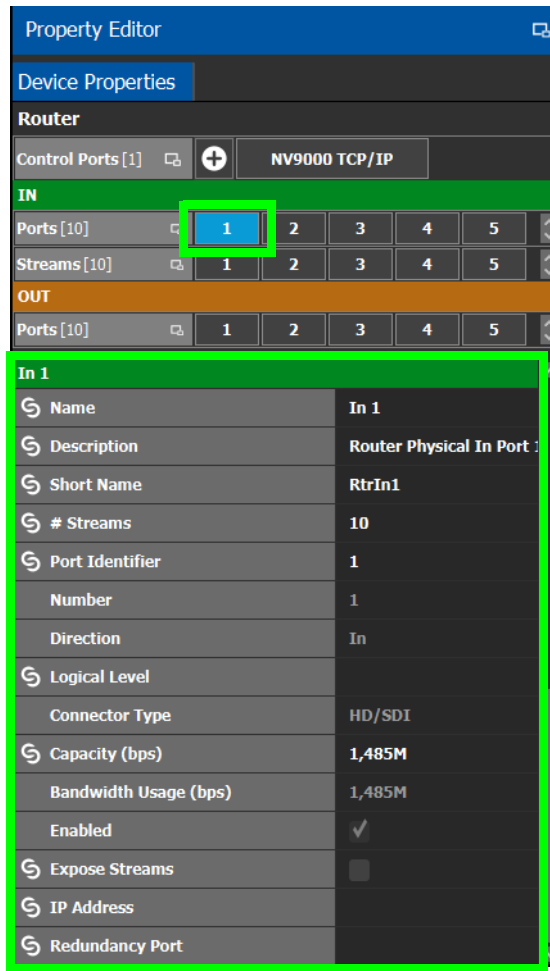 Property Editor
Device Properties
Router
Control Ports [1] NV9000 TCP/IP
IN
Ports [10] 1 2 3 4 5
Streams [10] 1 2 3 4 5
OUT
Ports [10] 1 2 3 4 5
In 1
Name In 1
Description Router Physical In Port 1
Short Name RtrIn1
# Streams 10
Port Identifier 1
Number 1
Direction In
Logical Level
Connector Type HD/SDI
Capacity (bps) 1,485M
Bandwidth Usage (bps) 1,485M
Enabled
Expose Streams
IP Address
Redundancy Port